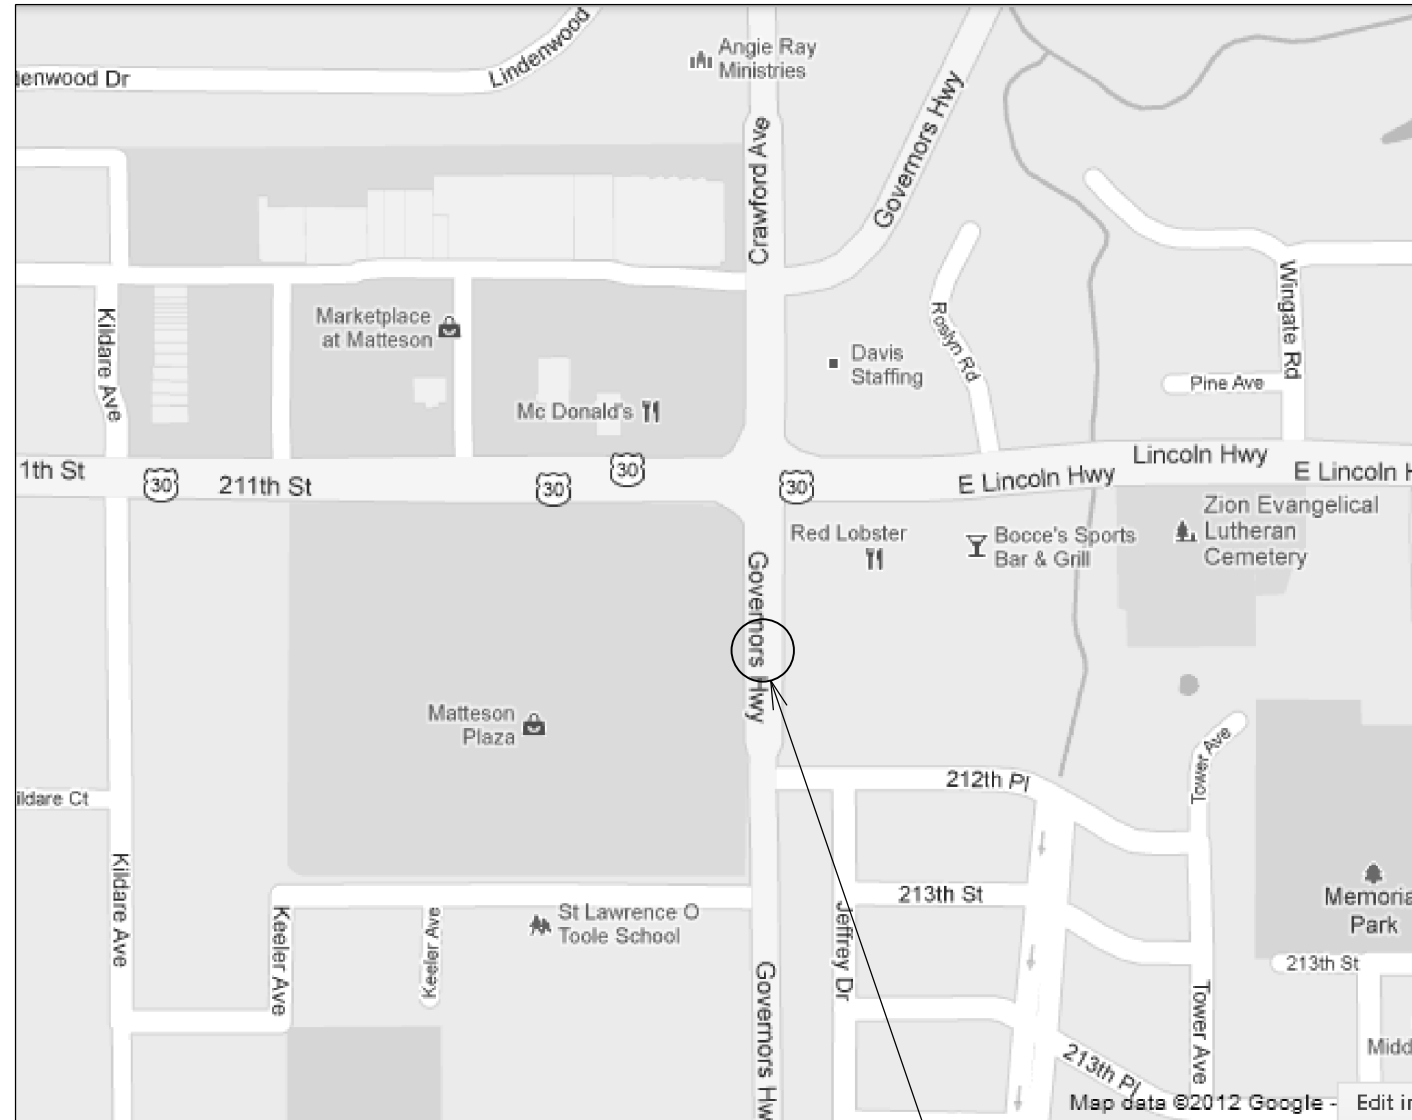 Lindenwood
enwood Dr
Angie Ray
Ministries
Governors Hwy
Crawford Ave
Wingate Rd
Kildare Ave
Marketplace
at Matteson
Roslyn Rd
Davis
Staffing
Pine Ave
Mc Donald's
1th St
30
211th St
30
30
30
E Lincoln Hwy
Lincoln Hwy
E Lincoln H
Red Lobster
Bocce's Sports
Bar & Grill
Zion Evangelical
Lutheran
Cemetery
Governors Hwy
Matteson
Plaza
Tower Ave
212th Pl
ildare Ct
Kildare Ave
213th St
Memoria
Park
Keeler Ave
Keeler Ave
St Lawrence O
Toole School
Jeffrey Dr
213th St
Governors Hw
Tower Ave
213th Pl
Midd
Map data ©2012 Google -
Edit in